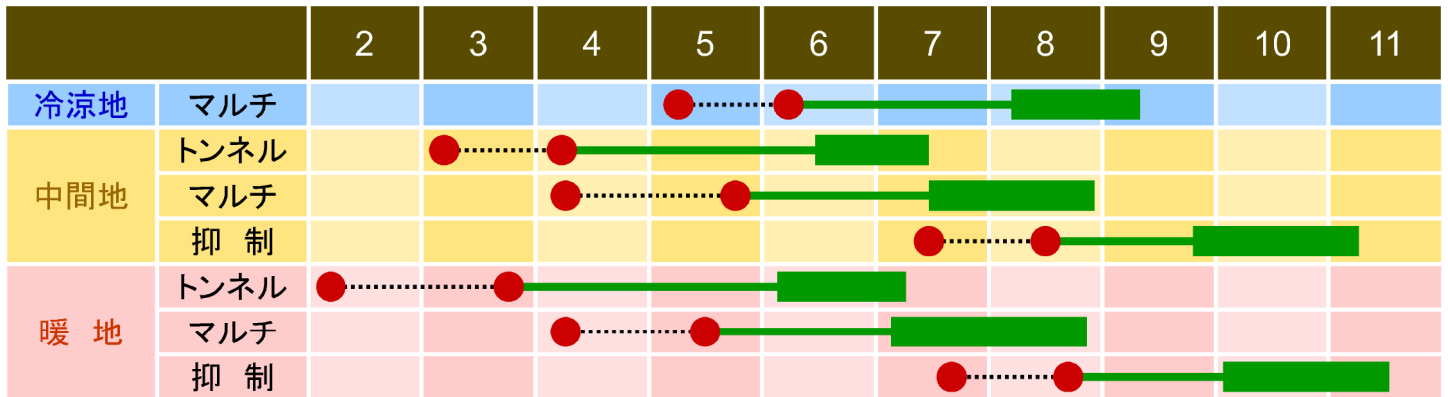 2 3 4 5 6 7 8 9 10 11
冷涼地 マルチ
トンネル
中間地 マルチ
抑 制
トンネル
暖 地 マルチ
抑 制